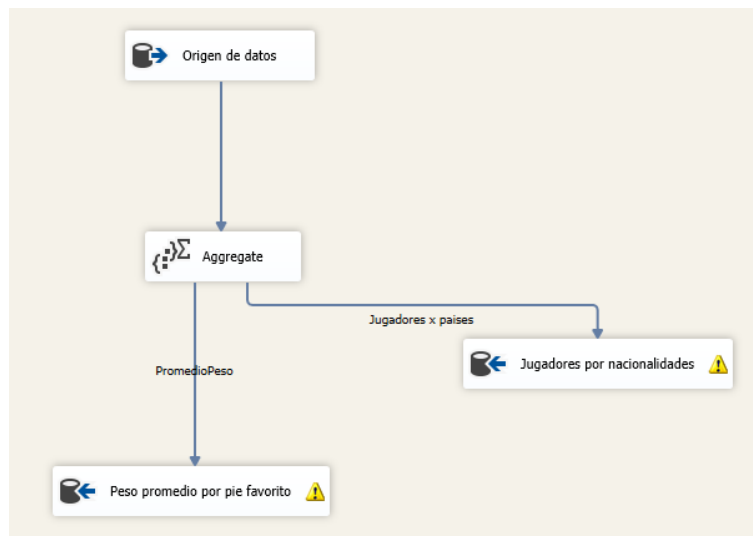 Origen de datos
Aggregate
Jugadores x paises
Jugadores por nacionalidades
PromedioPeso
Peso promedio por pie favorito